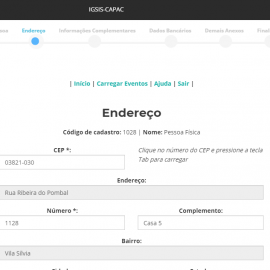 IGSIS-CAPAC
Endereço Informações Complementares Dados Bancários Demais Anexos
| Início | Carregar Eventos | Ajuda | Sair |
Endereço
Código de cadastro: 1028 | Nome: Pessoa Física
CEP *: Clique no número do CEP e pressione a tecla
03821-030 Tab para carregar
Endereço:
Rua Ribeira do Pombal
Número *: Complemento:
1128 Casa 5
Bairro:
Vila Sílvia